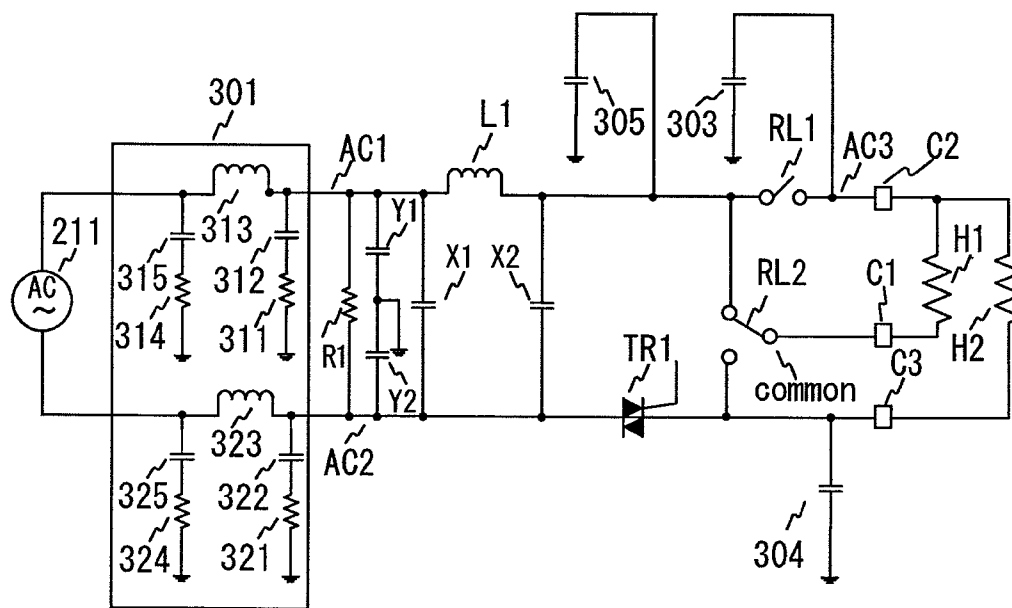 301
305
303
L1
RL1
AC3
C2
AC1
211
AC
~
313
315
312
314
311
Y1
X1
X2
R1
Y2
RL2
C1
H1
H2
TR1
common
C3
323
AC2
325
322
324
321
304